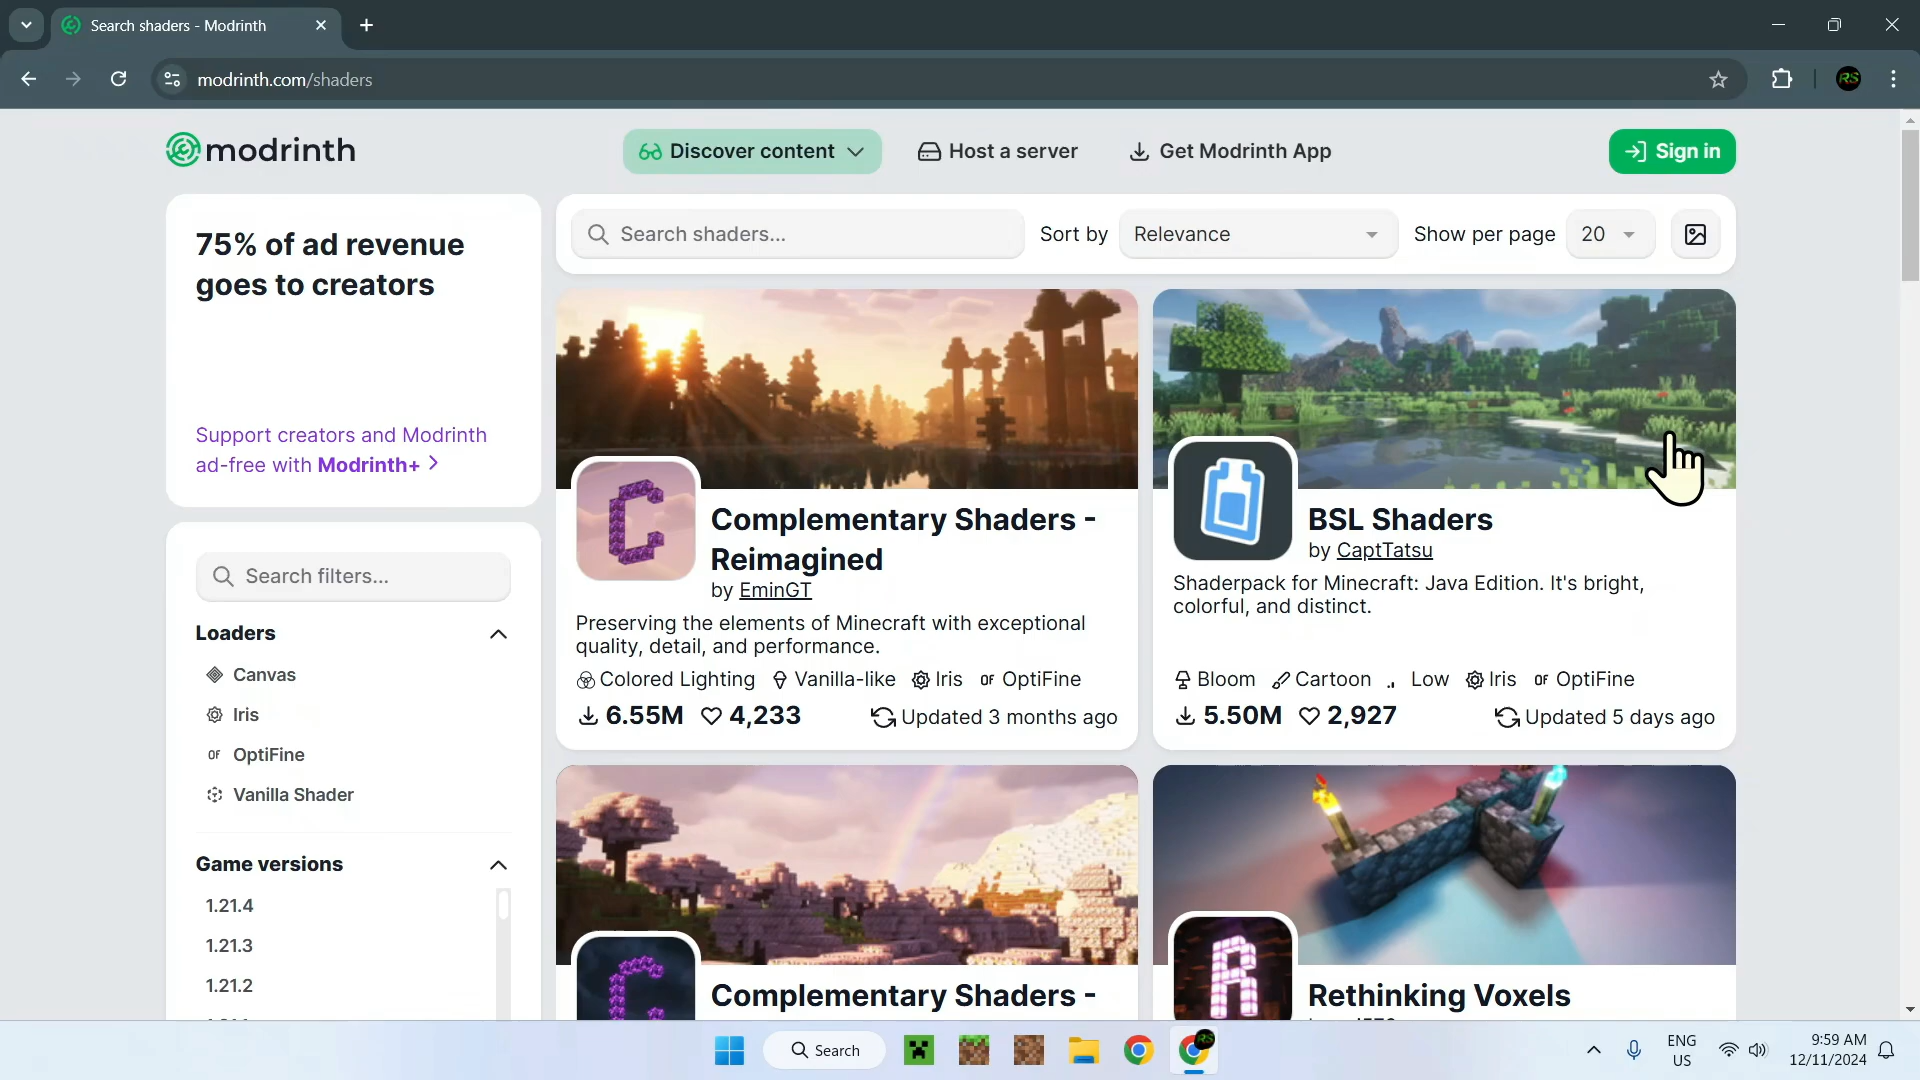 Search shaders - Modrinth
modrinth.com/shaders
RS
modrinth
Discover content
Host a server
Get Modrinth App
Sign in
75% of ad revenue
goes to creators
Support creators and Modrinth
ad-free with Modrinth+
Search shaders...
Sort by
Relevance
Show per page
20
Complementary Shaders -
Reimagined
by EminGT
Preserving the elements of Minecraft with exceptional
quality, detail, and performance.
Colored Lighting Vanilla-like Iris OF OptiFine
6.55M 4,233 Updated 3 months ago
BSL Shaders
by CaptTatsu
Shaderpack for Minecraft: Java Edition. It's bright,
colorful, and distinct.
Bloom Cartoon Low Iris OF OptiFine
5.50M 2,927 Updated 5 days ago
Search filters...
Loaders
Canvas
Iris
OF OptiFine
Vanilla Shader
Game versions
1.21.4
1.21.3
1.21.2
Complementary Shaders -
Rethinking Voxels
Search
RS
ENG
US
9:59 AM
12/11/2024